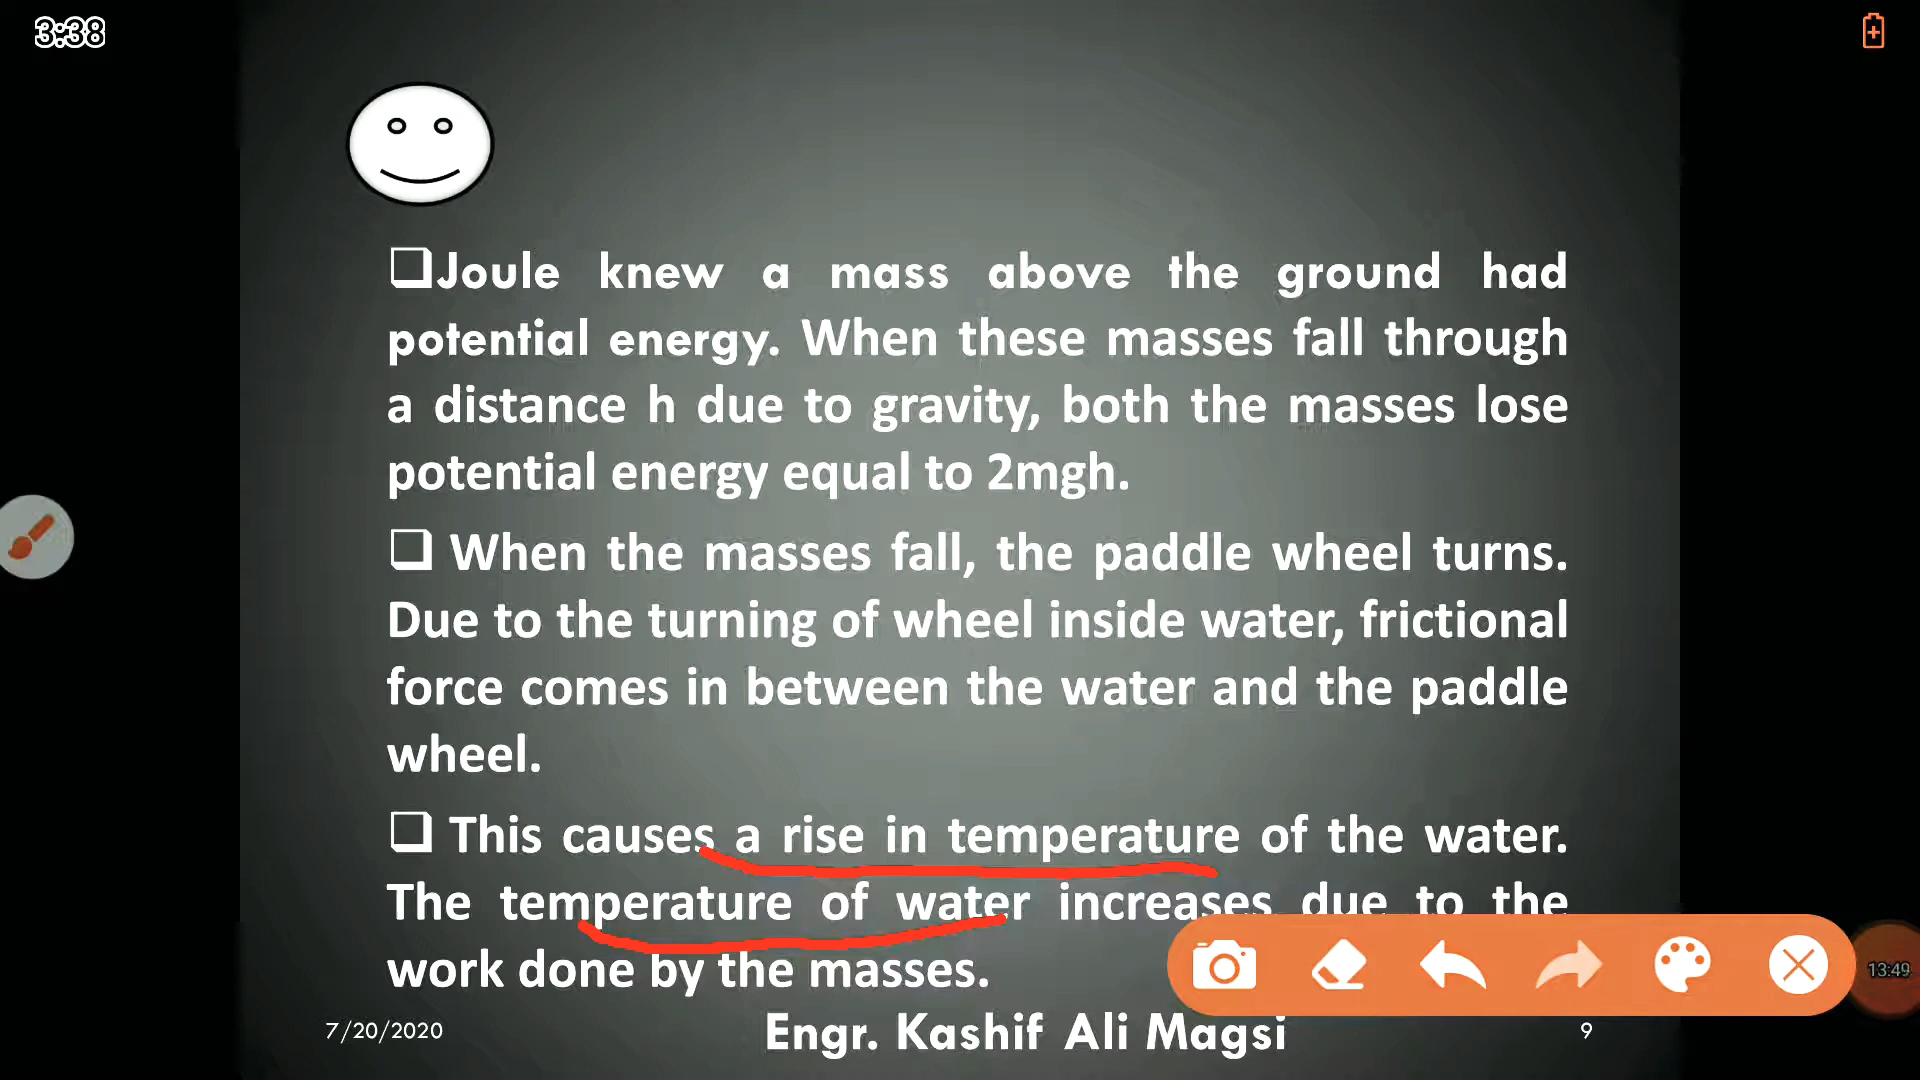 3:38
❑Joule knew a mass above the ground had
potential energy. When these masses fall through
a distance h due to gravity, both the masses lose
potential energy equal to 2mgh.
❑ When the masses fall, the paddle wheel turns.
Due to the turning of wheel inside water, frictional
force comes in between the water and the paddle
wheel.
❑ This causes a rise in temperature of the water.
The temperature of water increases due to the
work done by the masses.
13:49
7/20/2020
Engr. Kashif Ali Magsi
9